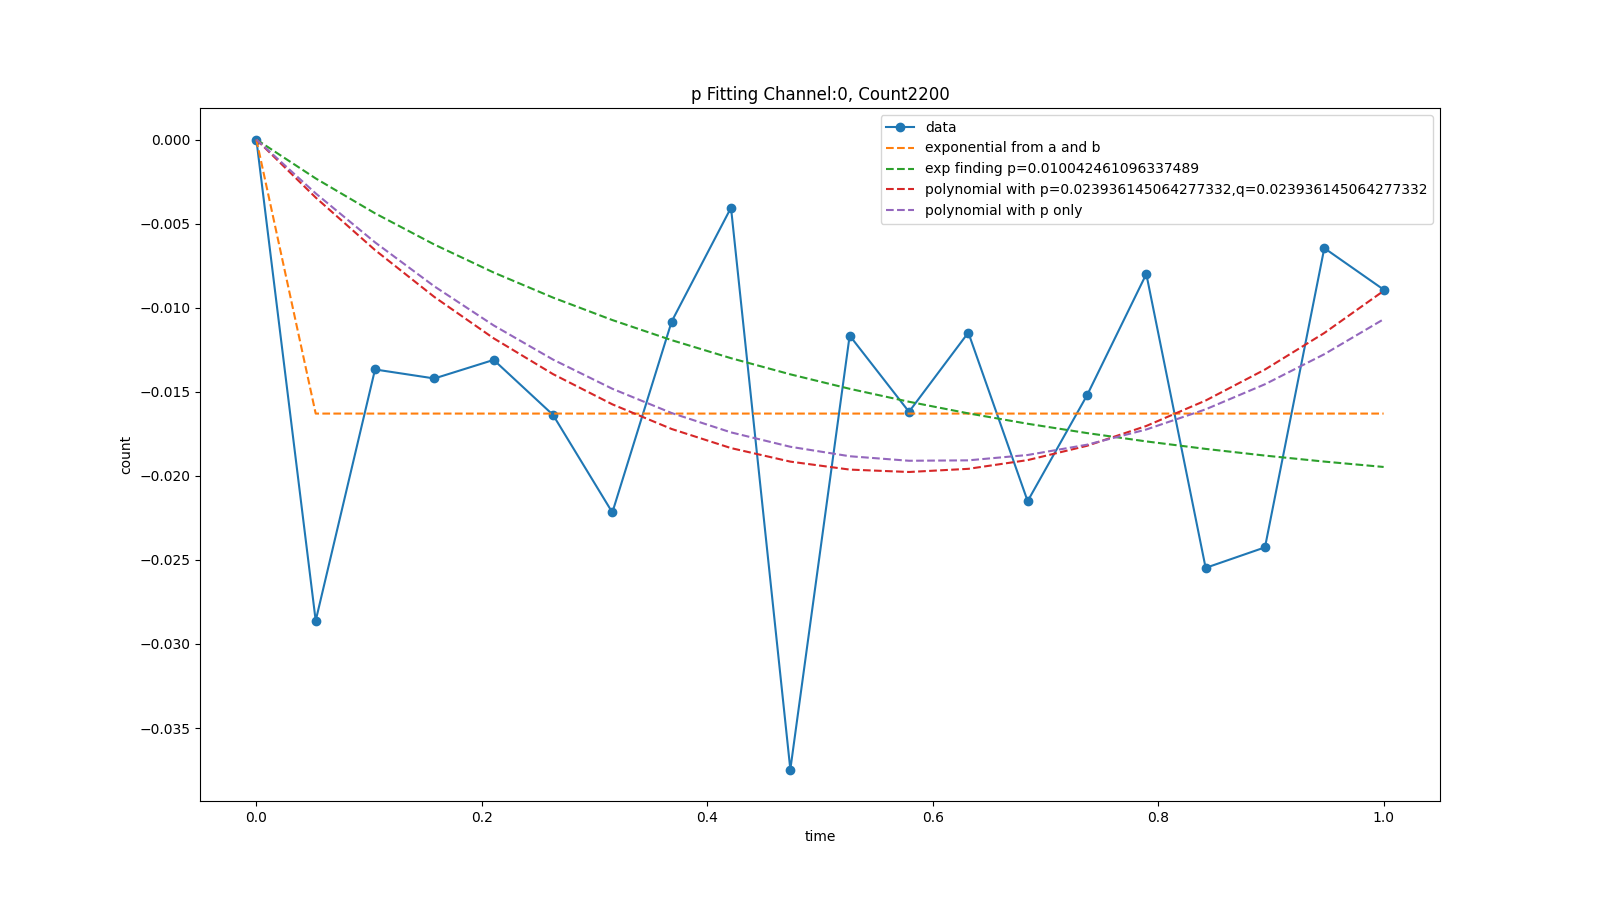 p Fitting Channel:0, Count2200
data
exponential from a and b
exp finding p=0.010042461096337489
polynomial with p=0.023936145064277332,q=0.023936145064277332
polynomial with p only
0.000
−0.005
−0.010
−0.015
−0.020
−0.025
−0.030
−0.035
count
0.0 0.2 0.4 0.6 0.8 1.0
time